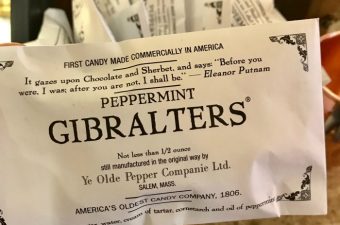 FIRST CANDY MADE COMMERCIALLY IN AMERICA
It gazes upon Chocolate and Sherbet, and says: "Before you
were, I was; after you are not, I shall be." — Eleanor Putnam
PEPPERMINT
GIBRALTERS®
Not less than 1/2 ounce
still manufactured in the original way by
Ye Olde Pepper Companie Ltd.
SALEM, MASS.
AMERICA'S OLDEST CANDY COMPANY, 1806.
water, cream of tartar, cornstarch and oil of peppermint